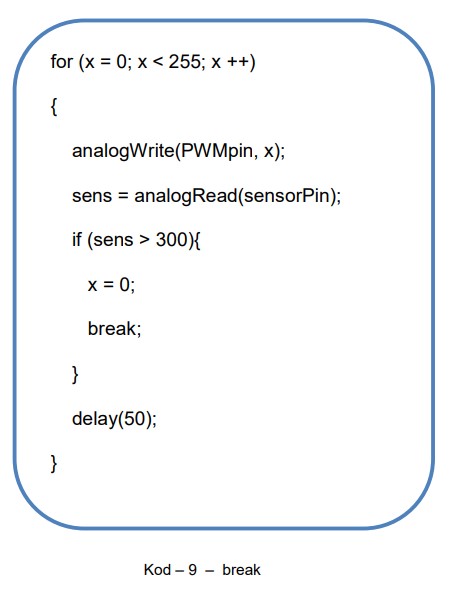 for (x = 0; x < 255; x ++)
{
analogWrite(PWMpin, x);
sens = analogRead(sensorPin);
if (sens > 300){
x = 0;
break;
}
delay(50);
}
Kod – 9 – break